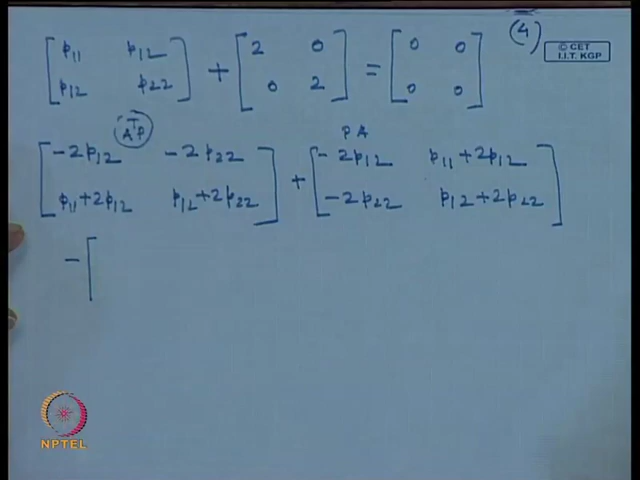 (4)
© CET
I.I.T. KGP
[p11 p12; p12 p22] + [2 0; 0 2] = [0 0; 0 0]
AᵀP PA
[-2p12 -2p22; p11+2p12 p12+2p22] + [-2p12 p11+2p12; -2p22 p12+2p22]
- [
NPTEL